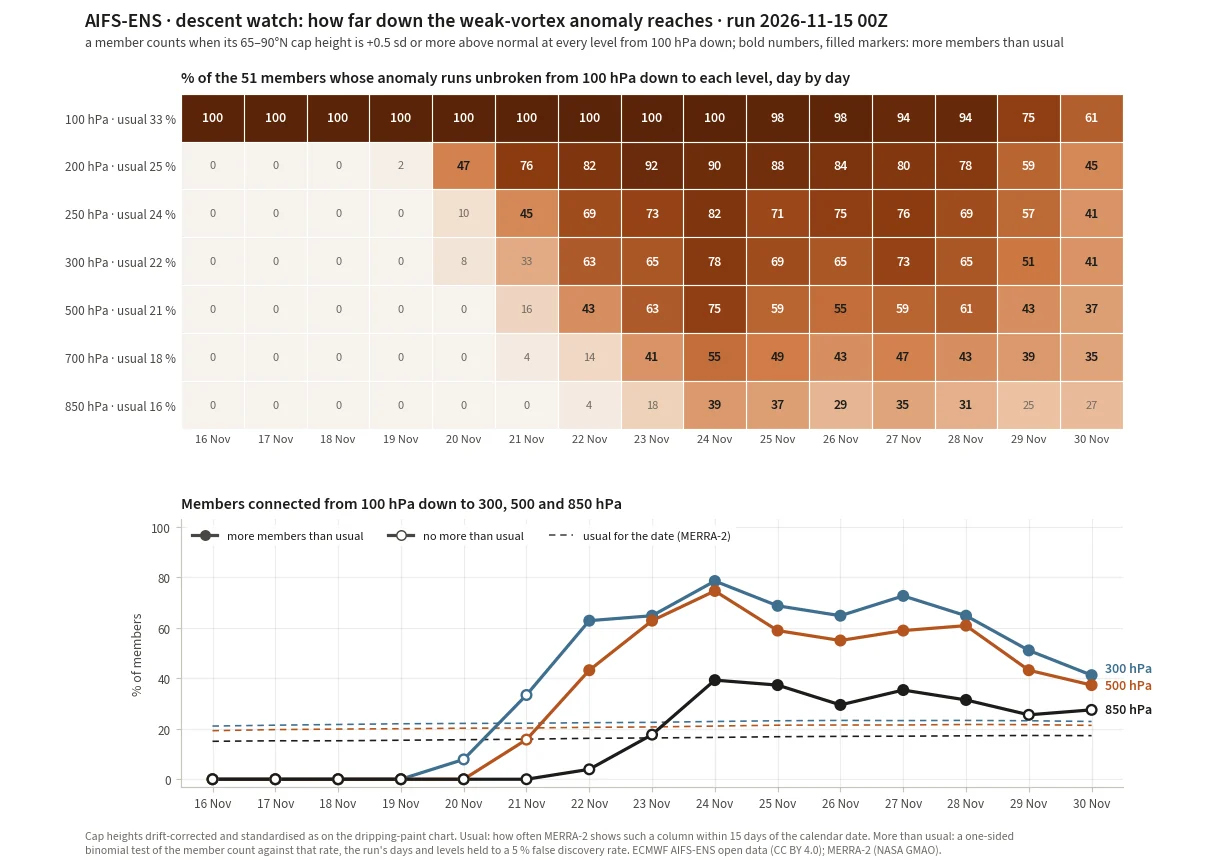 AIFS-ENS · descent watch: how far down the weak-vortex anomaly reaches · run 2026-11-15 00Z
a member counts when its 65–90°N cap height is +0.5 sd or more above normal at every level from 100 hPa down; bold numbers, filled markers: more members than usual
% of the 51 members whose anomaly runs unbroken from 100 hPa down to each level, day by day
100 hPa · usual 33 % 100 100 100 100 100 100 100 100 100 98 98 94 94 75 61
200 hPa · usual 25 % 0 0 0 2 47 76 82 92 90 88 84 80 78 59 45
250 hPa · usual 24 % 0 0 0 0 10 45 69 73 82 71 75 76 69 57 41
300 hPa · usual 22 % 0 0 0 0 8 33 63 65 78 69 65 73 65 51 41
500 hPa · usual 21 % 0 0 0 0 0 16 43 63 75 59 55 59 61 43 37
700 hPa · usual 18 % 0 0 0 0 0 4 14 41 55 49 43 47 43 39 35
850 hPa · usual 16 % 0 0 0 0 0 0 4 18 39 37 29 35 31 25 27
16 Nov 17 Nov 18 Nov 19 Nov 20 Nov 21 Nov 22 Nov 23 Nov 24 Nov 25 Nov 26 Nov 27 Nov 28 Nov 29 Nov 30 Nov
Members connected from 100 hPa down to 300, 500 and 850 hPa
more members than usual no more than usual usual for the date (MERRA-2)
% of members
100
80
60
40
20
0
300 hPa
500 hPa
850 hPa
16 Nov 17 Nov 18 Nov 19 Nov 20 Nov 21 Nov 22 Nov 23 Nov 24 Nov 25 Nov 26 Nov 27 Nov 28 Nov 29 Nov 30 Nov
Cap heights drift-corrected and standardised as on the dripping-paint chart. Usual: how often MERRA-2 shows such a column within 15 days of the calendar date. More than usual: a one-sided
binomial test of the member count against that rate, the run's days and levels held to a 5 % false discovery rate. ECMWF AIFS-ENS open data (CC BY 4.0); MERRA-2 (NASA GMAO).